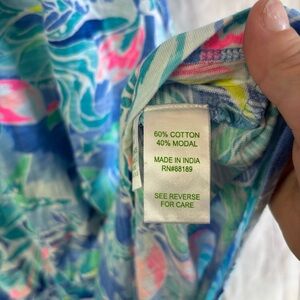 60% COTTON
40% MODAL
MADE IN INDIA
RN#88189
SEE REVERSE
FOR CARE